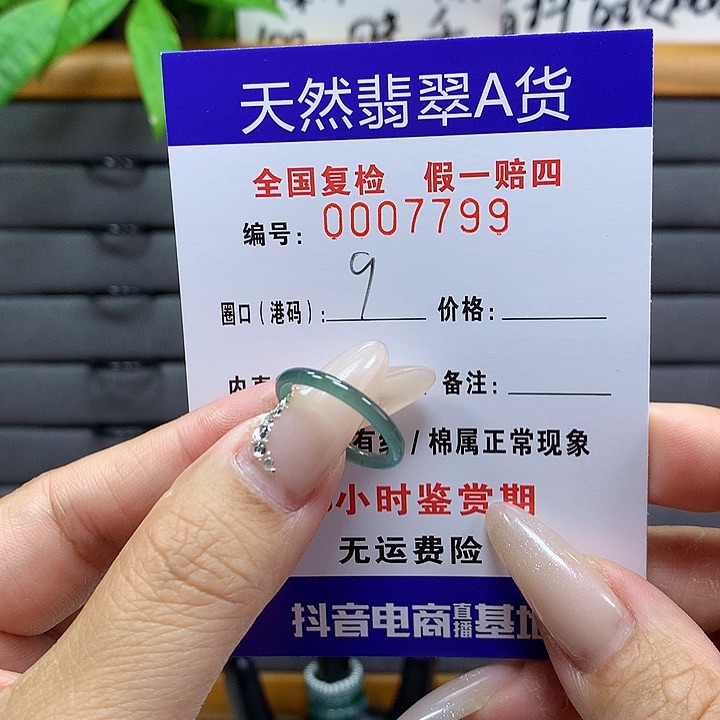 天然翡翠A货
全国复检 假一赔四
编号: 0007799
圈口(港码): 9 价格:
内 备注:
有 / 棉属正常现象
小时鉴赏期
无运费险
抖音电商直播基地